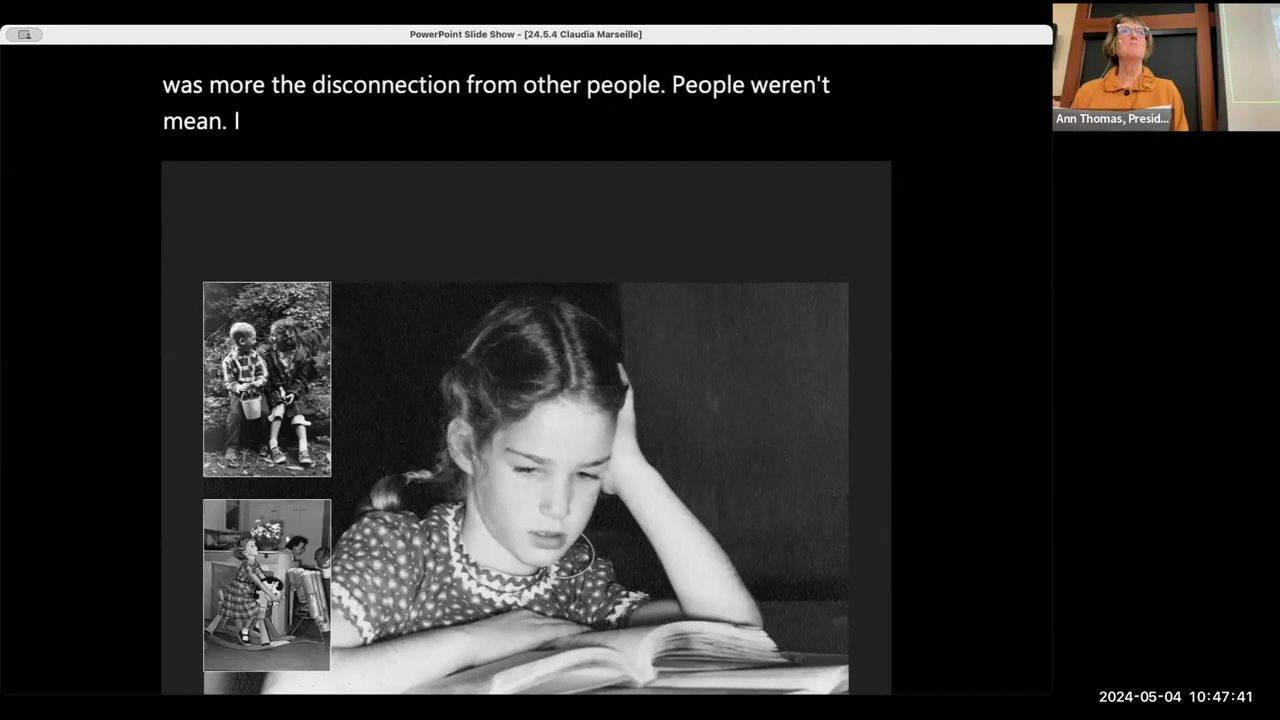 PowerPoint Slide Show - [24.5.4 Claudia Marseille]
was more the disconnection from other people. People weren't
mean. I
Ann Thomas, Presid...
2024-05-04 10:47:41